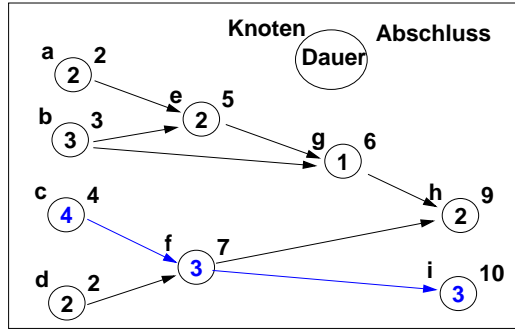 Knoten Abschluss
Dauer
a 2
2
e 5
2
b 3
3
g 6
1
c 4
4
h 9
2
f 7
3
d 2
2
i 10
3